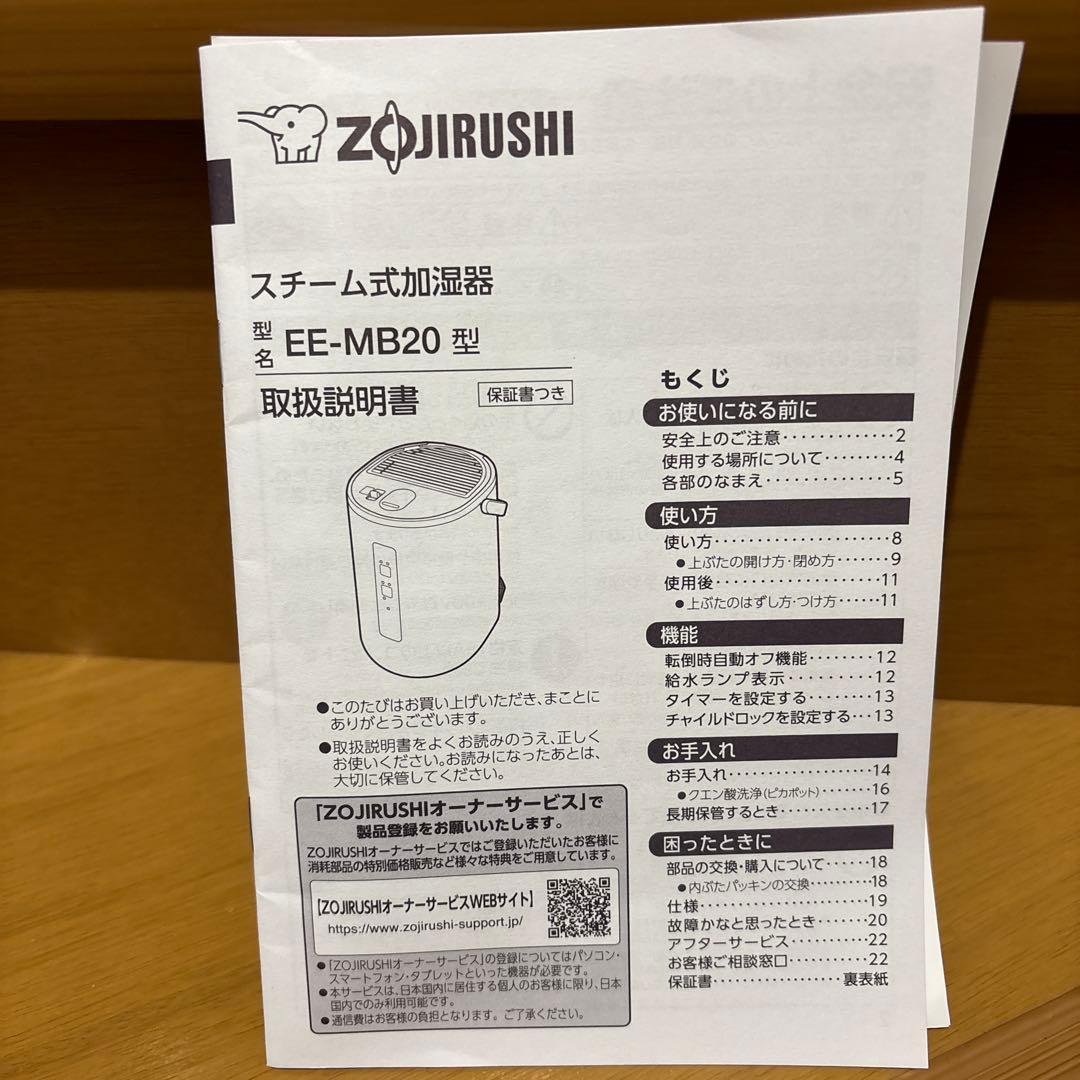 ZOJIRUSHI
スチーム式加湿器
型名 EE-MB20 型
取扱説明書
保証書つき
●このたびはお買い上げいただき、まことに
ありがとうございます。
●取扱説明書をよくお読みのうえ、正しく
お使いください。お読みになったあとは、
大切に保管してください。
「ZOJIRUSHIオーナーサービス」で
製品登録をお願いいたします。
ZOJIRUSHIオーナーサービスではご登録いただいたお客様に
消耗部品の特別価格販売など様々な特典をご用意しています。
【ZOJIRUSHIオーナーサービスWEBサイト】
https://www.zojirushi-support.jp/
●「ZOJIRUSHIオーナーサービス」の登録についてはパソコン・
スマートフォン・タブレットといった機器が必要です。
●本サービスは、日本国内に居住する個人のお客様に限り、日本
国内でのみ利用可能です。
●通信費はお客様の負担となります。ご了承ください。
もくじ
お使いになる前に
安全上のご注意・・・・・・・・・・・・・2
使用する場所について・・・・・・・・4
各部のなまえ・・・・・・・・・・・・・・5
使い方
使い方・・・・・・・・・・・・・・・・・・・・8
●上ぶたの開け方・閉め方・・・・・・・9
使用後・・・・・・・・・・・・・・・・・・・11
●上ぶたのはずし方・つけ方・・・・・・11
機能
転倒時自動オフ機能・・・・・・・・12
給水ランプ表示・・・・・・・・・・・12
タイマーを設定する・・・・・・・・13
チャイルドロックを設定する・・・13
お手入れ
お手入れ・・・・・・・・・・・・・・・・・14
●クエン酸洗浄(ピカポット)・・・・・・・16
長期保管するとき・・・・・・・・・・17
困ったときに
部品の交換・購入について・・・・・・18
●内ぶたパッキンの交換・・・・・・・・・18
仕様・・・・・・・・・・・・・・・・・・・・19
故障かなと思ったとき・・・・・・・20
アフターサービス・・・・・・・・・・・22
お客様ご相談窓口・・・・・・・・・・22
保証書・・・・・・・・・・・・・・・裏表紙